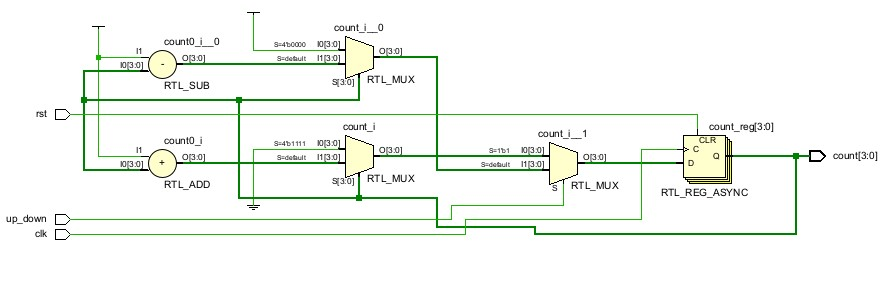 count_i__0
count0_i__0
S=4'b0000 I0[3:0]
I1
O[3:0]
I0[3:0]
O[3:0]
S=default I1[3:0]
-
S[3:0]
RTL_MUX
RTL_SUB
rst
count_i
count_reg[3:0]
count_i__1
count0_i
S=4'b1111 I0[3:0]
CLR
I1
O[3:0]
S=1'b1 I0[3:0]
C
I0[3:0]
+
O[3:0]
S=default I1[3:0]
O[3:0]
D
Q
count[3:0]
S=default I1[3:0]
S[3:0]
RTL_MUX
RTL_ADD
S
RTL_MUX
RTL_REG_ASYNC
up_down
clk